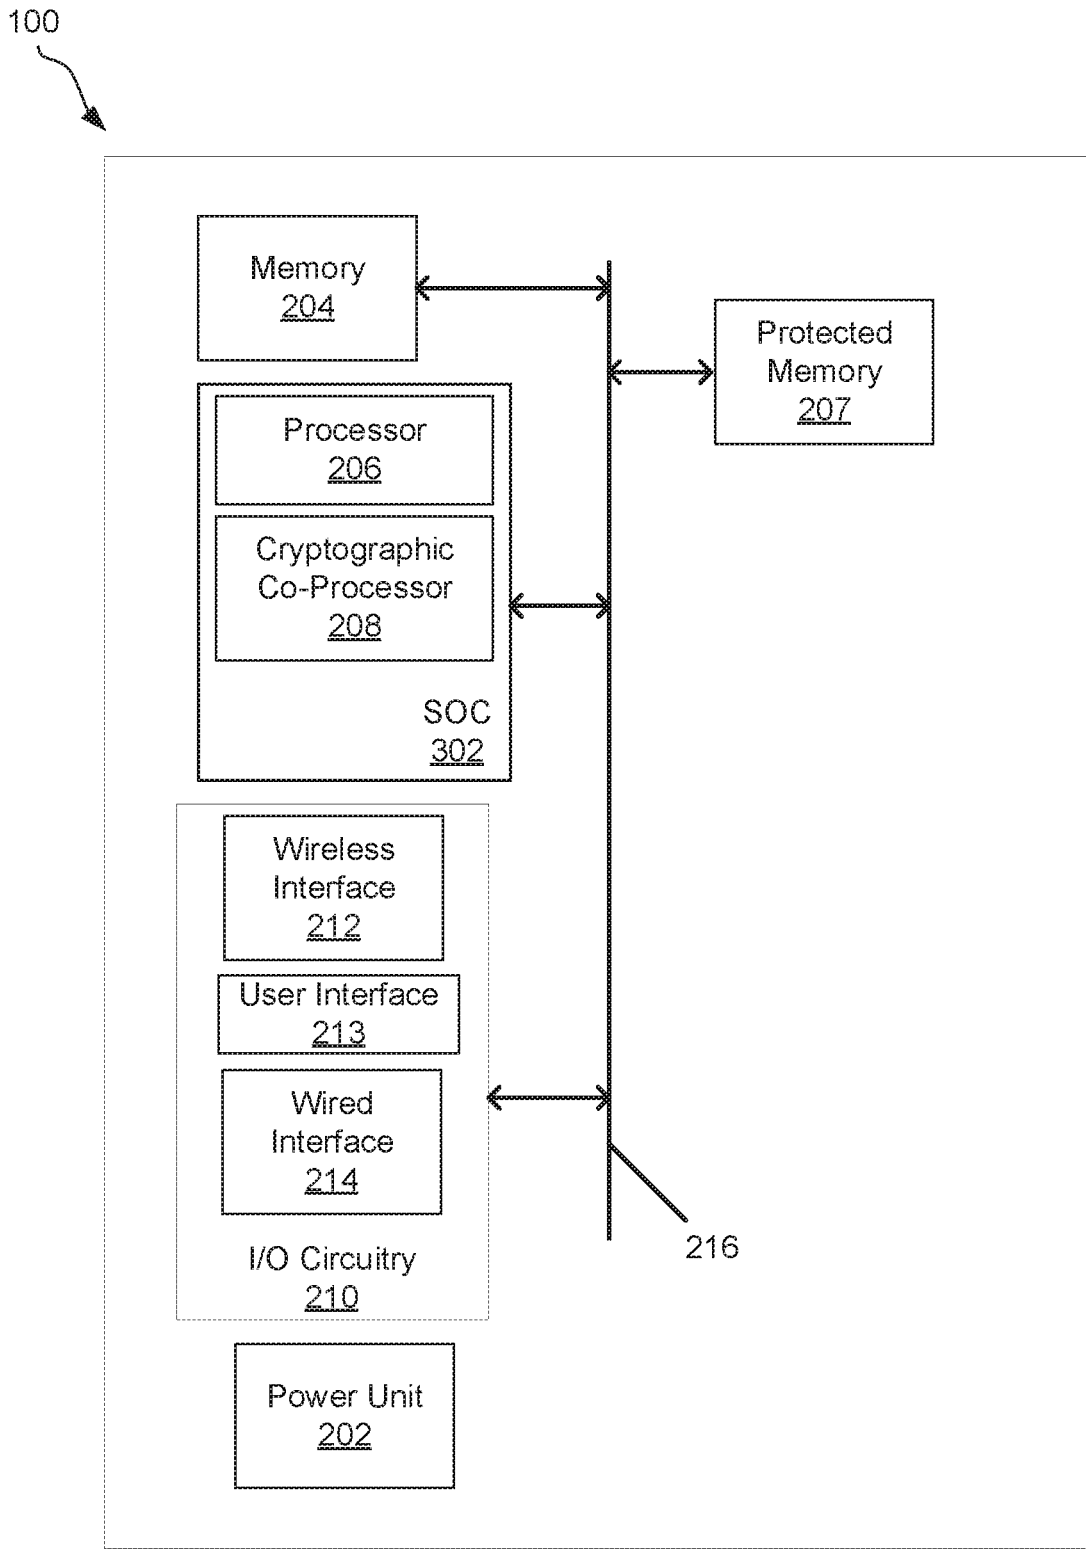 100
Memory
204
Protected
Memory
207
Processor
206
Cryptographic
Co-Processor
208
SOC
302
Wireless
Interface
212
User Interface
213
Wired
Interface
214
216
I/O Circuitry
210
Power Unit
202